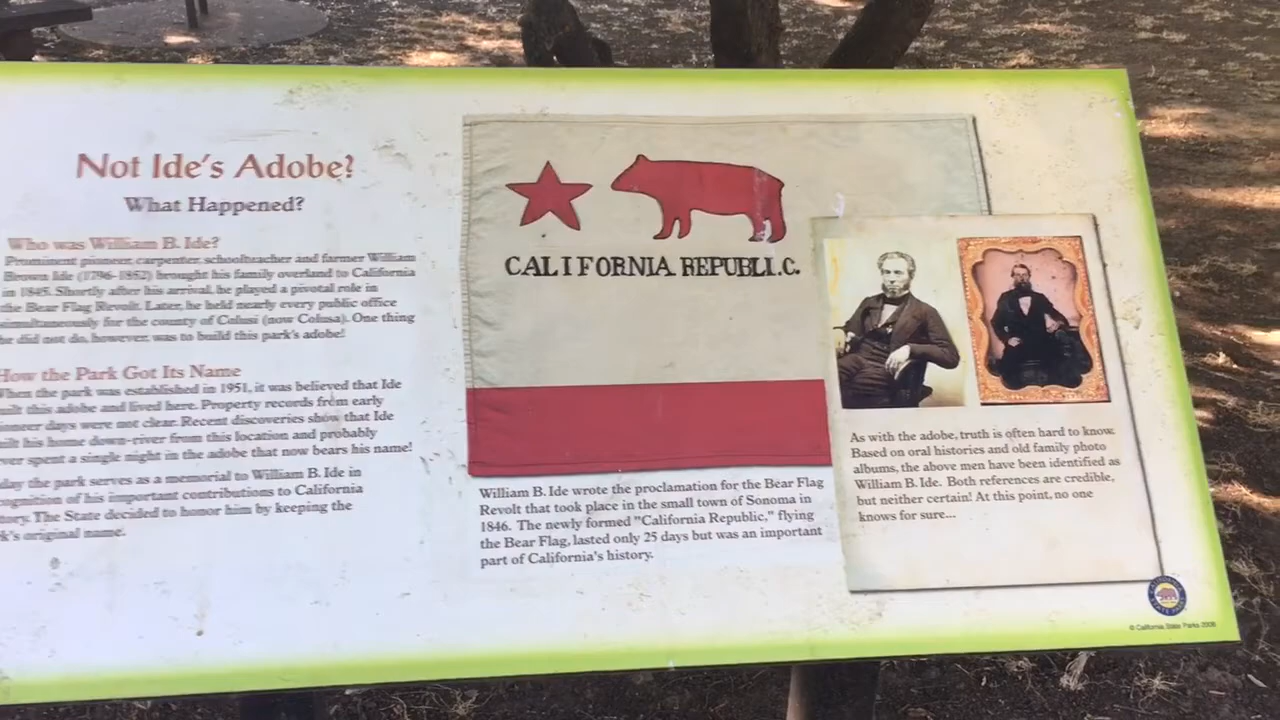 Not Ide's Adobe?
What Happened?
Who was William B. Ide?
Prominent pioneer, carpenter, schoolteacher and farmer William
Brown Ide (1796-1852) brought his family overland to California
in 1845. Shortly after his arrival, he played a pivotal role in
the Bear Flag Revolt. Later, he held nearly every public office
simultaneously for the county of Colusi (now Colusa). One thing
he did not do, however, was to build this park's adobe!
How the Park Got Its Name
When the park was established in 1951, it was believed that Ide
built this adobe and lived here. Property records from early
pioneer days were not clear. Recent discoveries show that Ide
built his home down-river from this location and probably
never spent a single night in the adobe that now bears his name!
the park serves as a memorial to William B. Ide in
of his important contributions to California
The State decided to honor him by keeping the
original name.
CALIFORNIA REPUBLI.C.
William B. Ide wrote the proclamation for the Bear Flag
Revolt that took place in the small town of Sonoma in
1846. The newly formed "California Republic," flying
the Bear Flag, lasted only 25 days but was an important
part of California's history.
As with the adobe, truth is often hard to know.
Based on oral histories and old family photo
albums, the above men have been identified as
William B. Ide. Both references are credible,
but neither certain! At this point, no one
knows for sure...
© California State Parks